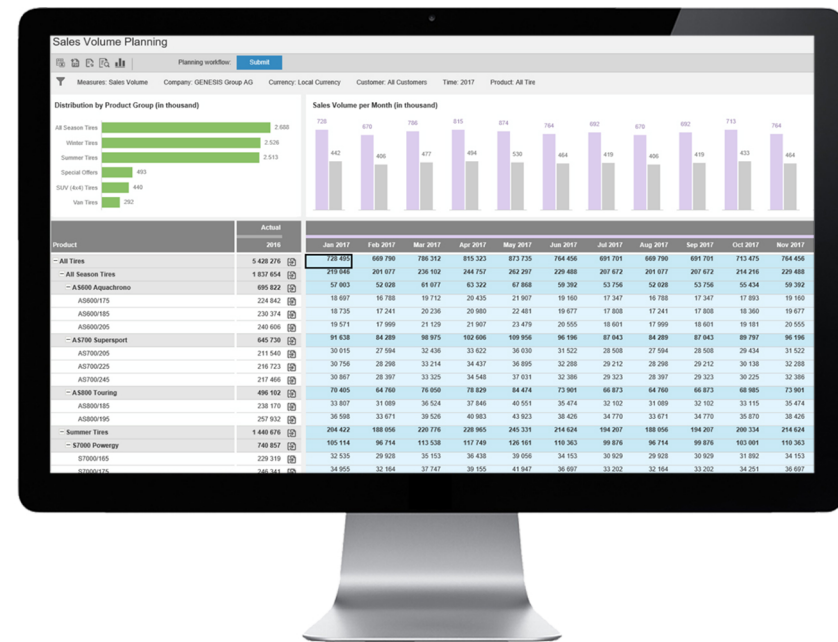 Sales Volume Planning
Planning workflow: Submit
Measures: Sales Volume Company: GENESIS Group AG Currency: Local Currency Customer: All Customers Time: 2017 Product: All Tire
Distribution by Product Group (in thousand)
All Season Tires 2.688
Winter Tires 2.526
Summer Tires 2.513
Special Offers 493
SUV (4x4) Tires 440
Van Tires 292
Sales Volume per Month (in thousand)
728 670 786 815 874 764 692 670 692 713 764
442 406 477 494 530 464 419 406 419 433 464
Actual
Product 2016 Jan 2017 Feb 2017 Mar 2017 Apr 2017 May 2017 Jun 2017 Jul 2017 Aug 2017 Sep 2017 Oct 2017 Nov 2017
− All Tires 5 428 276 728 495 669 790 786 312 815 323 873 735 764 456 691 701 669 790 691 701 713 475 764 456
− All Season Tires 1 837 654 219 046 201 077 236 102 244 757 262 297 229 488 207 672 201 077 207 672 214 216 229 488
− AS600 Aquachrono 695 822 57 003 52 028 61 077 63 322 67 868 59 392 53 756 52 028 53 756 55 434 59 392
AS600/175 224 842 18 697 16 788 19 712 20 435 21 907 19 160 17 347 16 788 17 347 17 893 19 160
AS600/185 230 374 18 735 17 241 20 236 20 980 22 481 19 677 17 808 17 241 17 808 18 360 19 677
AS600/205 240 606 19 571 17 999 21 129 21 907 23 479 20 555 18 601 17 999 18 601 19 181 20 555
− AS700 Supersport 645 730 91 638 84 289 98 975 102 606 109 956 96 196 87 043 84 289 87 043 89 797 96 196
AS700/205 211 540 30 015 27 594 32 436 33 622 36 030 31 522 28 508 27 594 28 508 29 434 31 522
AS700/225 216 723 30 756 28 298 33 214 34 437 36 895 32 288 29 212 28 298 29 212 30 138 32 288
AS700/245 217 466 30 867 28 397 33 325 34 548 37 031 32 386 29 323 28 397 29 323 30 225 32 386
− AS800 Touring 496 102 70 405 64 760 76 050 78 829 84 474 73 901 66 873 64 760 66 873 68 985 73 901
AS800/185 238 170 33 807 31 089 36 524 37 846 40 551 35 474 32 102 31 089 32 102 33 115 35 474
AS800/195 257 932 36 598 33 671 39 526 40 983 43 923 38 426 34 770 33 671 34 770 35 870 38 426
− Summer Tires 1 440 676 204 422 188 056 220 776 228 965 245 331 214 624 194 207 188 056 194 207 200 334 214 624
− S7000 Powergy 740 857 105 114 96 714 113 538 117 749 126 161 110 363 99 876 96 714 99 876 103 001 110 363
S7000/165 229 319 32 535 29 928 35 153 36 438 39 056 34 153 30 929 29 928 30 929 31 892 34 153
S7000/175 246 341 34 955 32 164 37 747 39 155 41 947 36 697 33 202 32 164 33 202 34 251 36 697